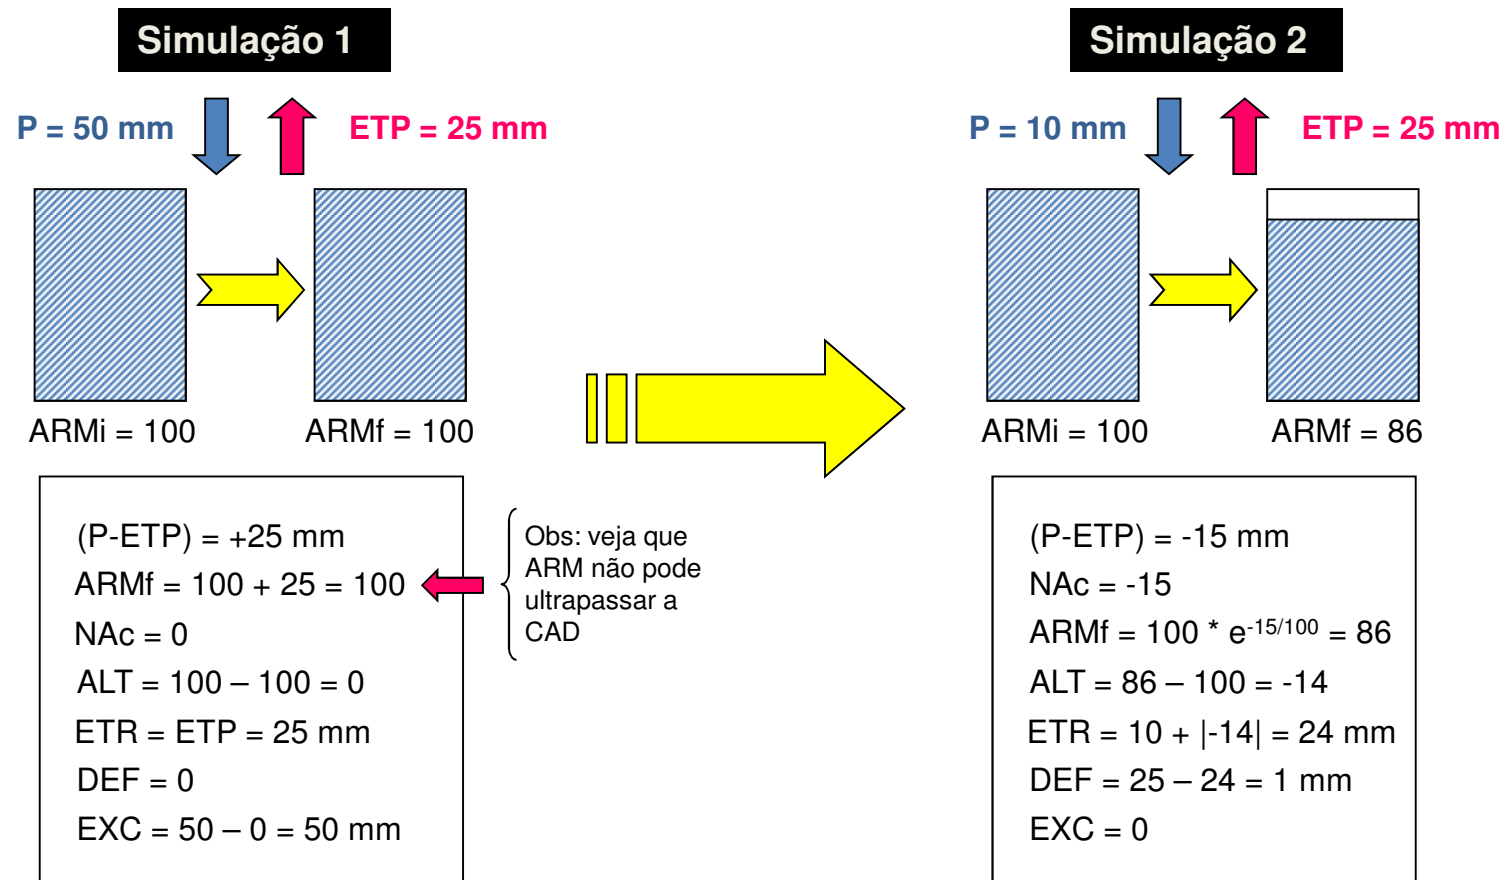 Simulação 1
P = 50 mm
ETP = 25 mm
ARMi = 100
ARMf = 100
(P-ETP) = +25 mm
ARMf = 100 + 25 = 100
NAc = 0
ALT = 100 – 100 = 0
ETR = ETP = 25 mm
DEF = 0
EXC = 50 – 0 = 50 mm
Obs: veja que
ARM não pode
ultrapassar a
CAD
Simulação 2
P = 10 mm
ETP = 25 mm
ARMi = 100
ARMf = 86
(P-ETP) = -15 mm
NAc = -15
ARMf = 100 * e-15/100 = 86
ALT = 86 – 100 = -14
ETR = 10 + |-14| = 24 mm
DEF = 25 – 24 = 1 mm
EXC = 0